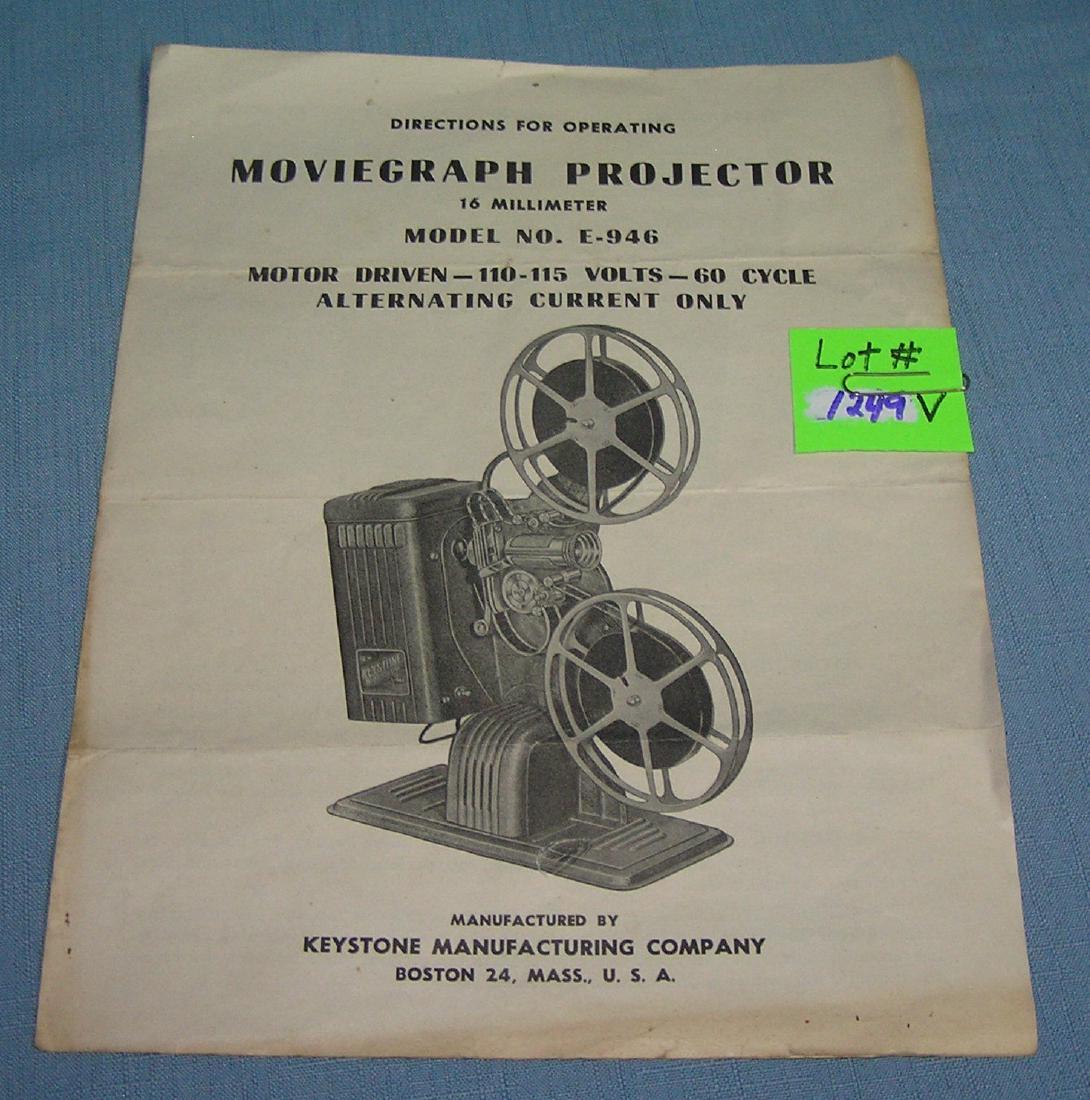 DIRECTIONS FOR OPERATING
MOVIEGRAPH PROJECTOR
16 MILLIMETER
MODEL NO. E-946
MOTOR DRIVEN — 110-115 VOLTS — 60 CYCLE
ALTERNATING CURRENT ONLY
Lot #
1249 V
KEYSTONE
MANUFACTURED BY
KEYSTONE MANUFACTURING COMPANY
BOSTON 24, MASS., U. S. A.